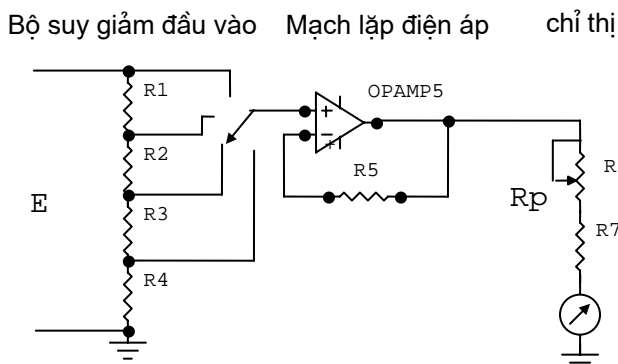 Bộ suy giảm đầu vào Mạch lặp điện áp chỉ thị
R1
OPAMP5
R2
R5
R
E
R3
Rp
R7
R4